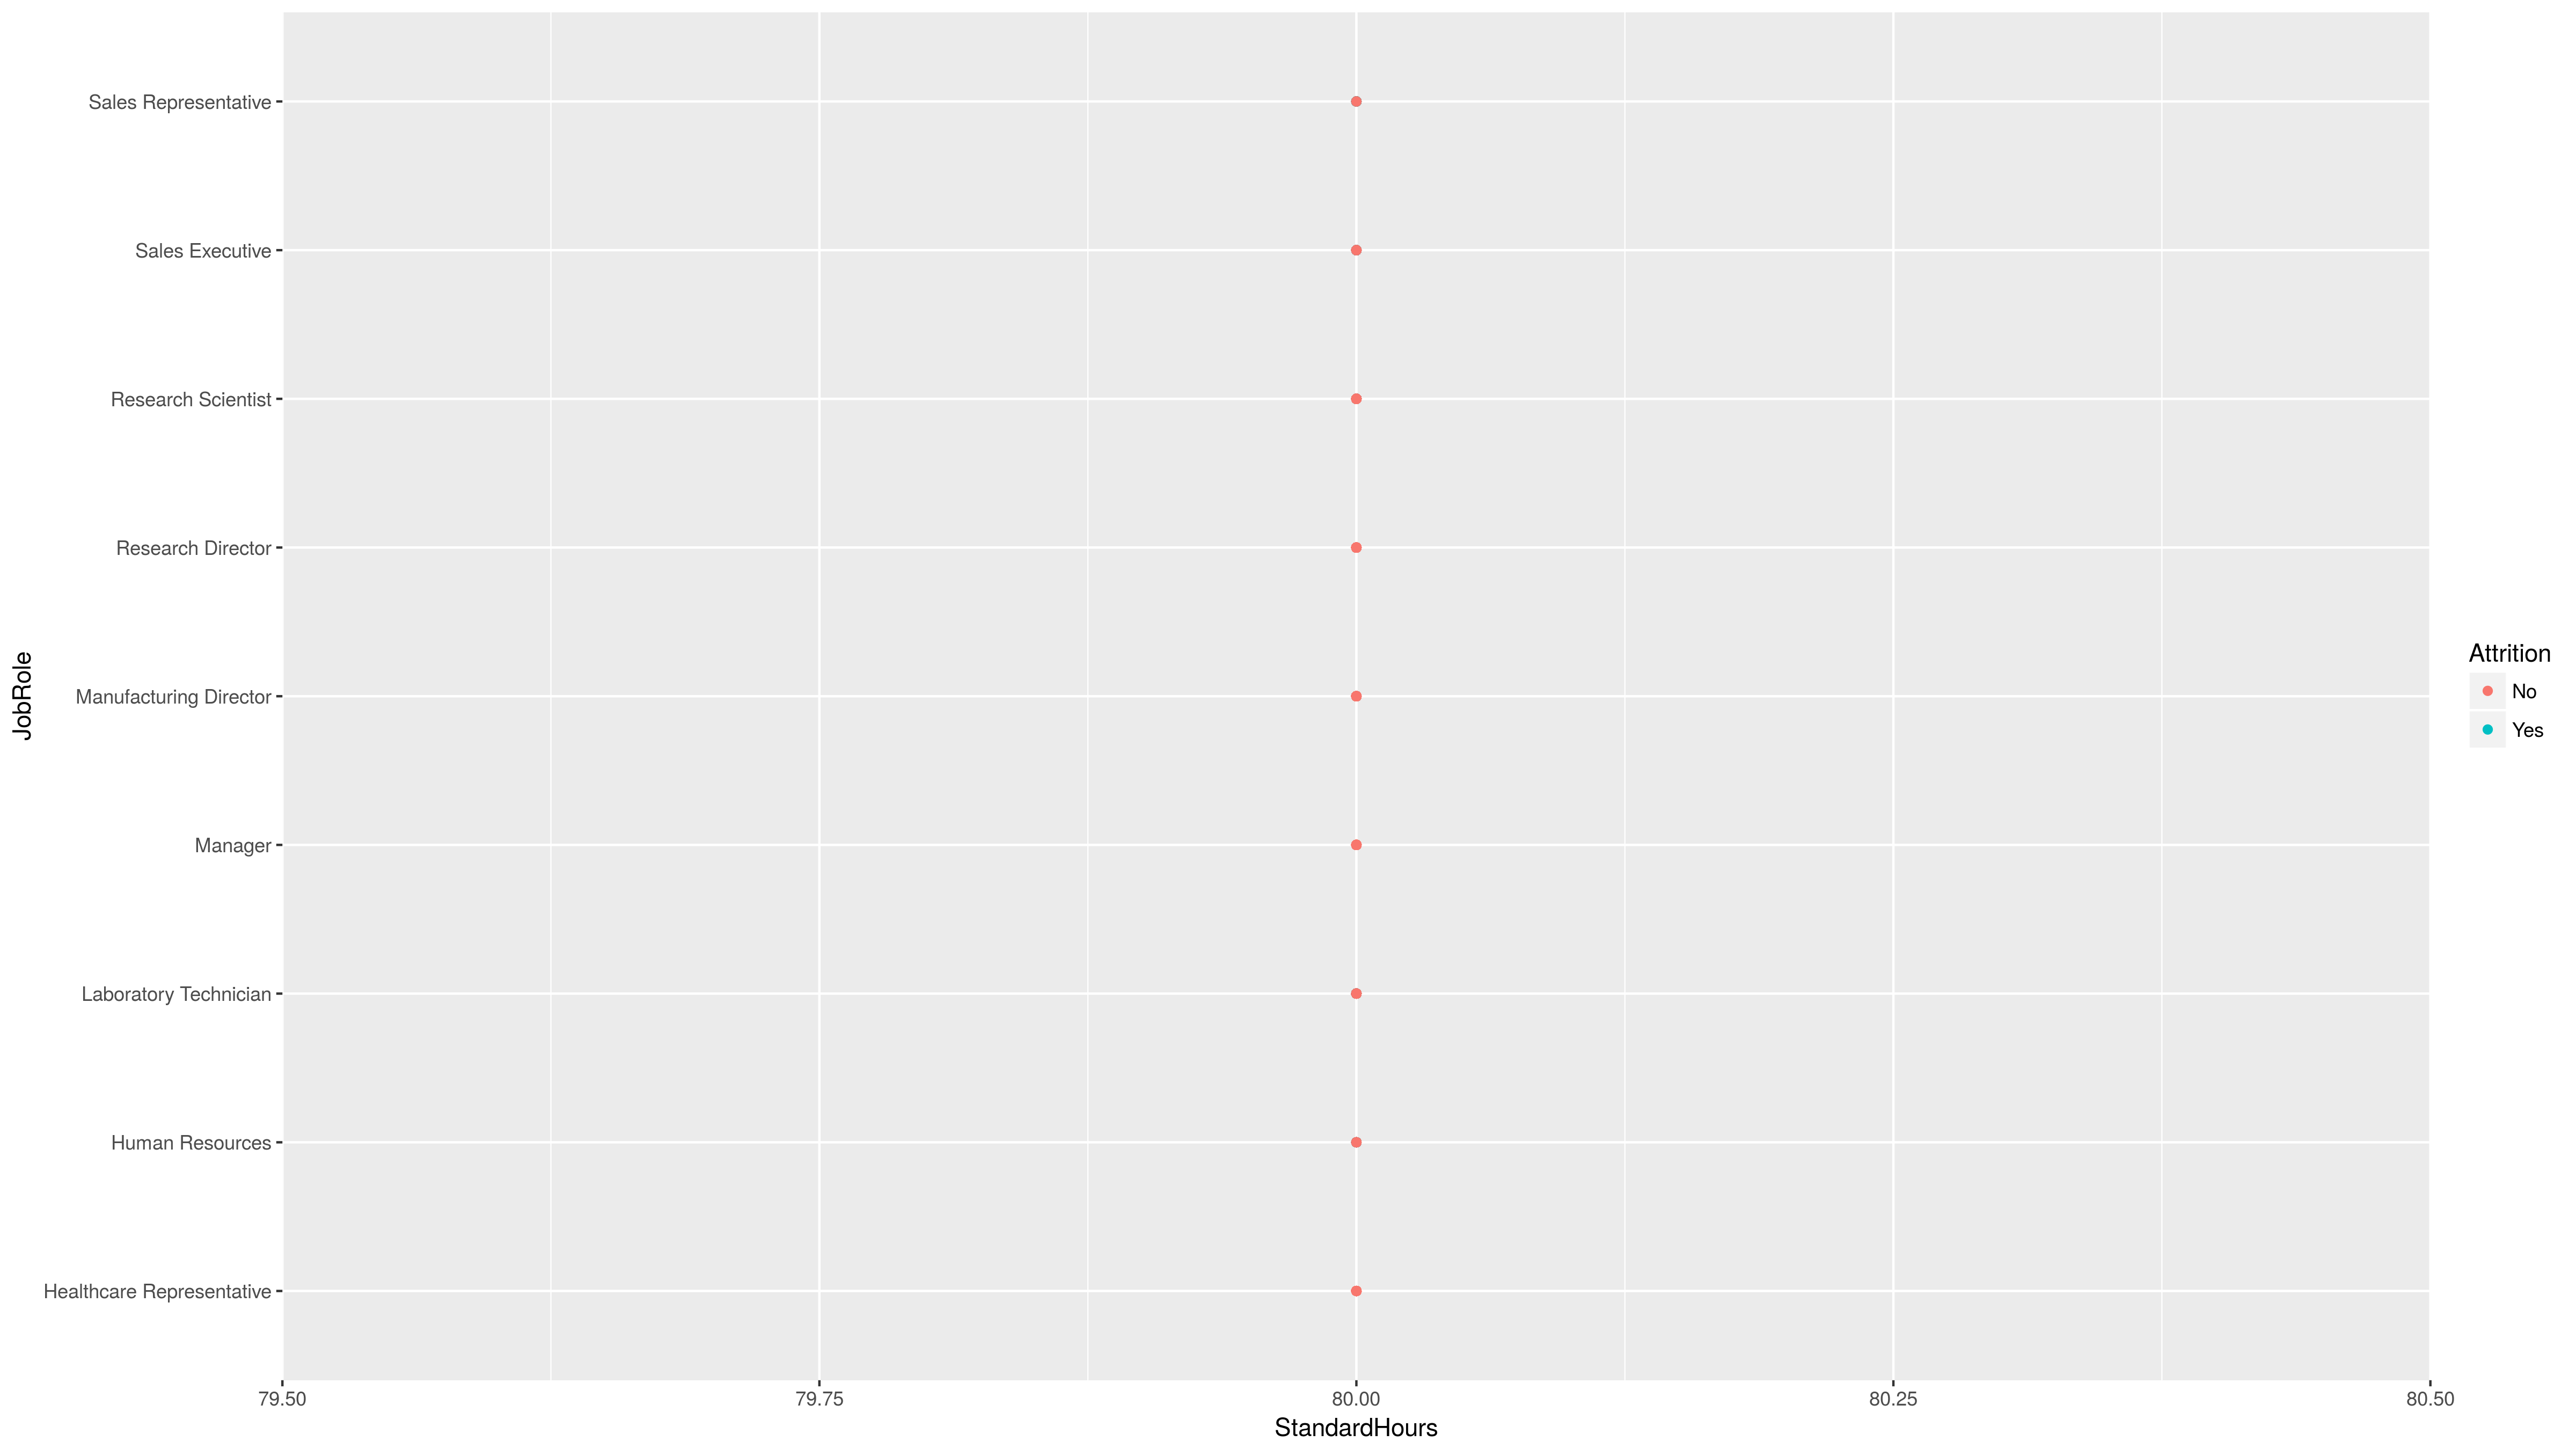 Sales Representative
Sales Executive
Research Scientist
Research Director
Manufacturing Director
Manager
Laboratory Technician
Human Resources
Healthcare Representative
JobRole
79.50
79.75
80.00
80.25
80.50
StandardHours
Attrition
No
Yes